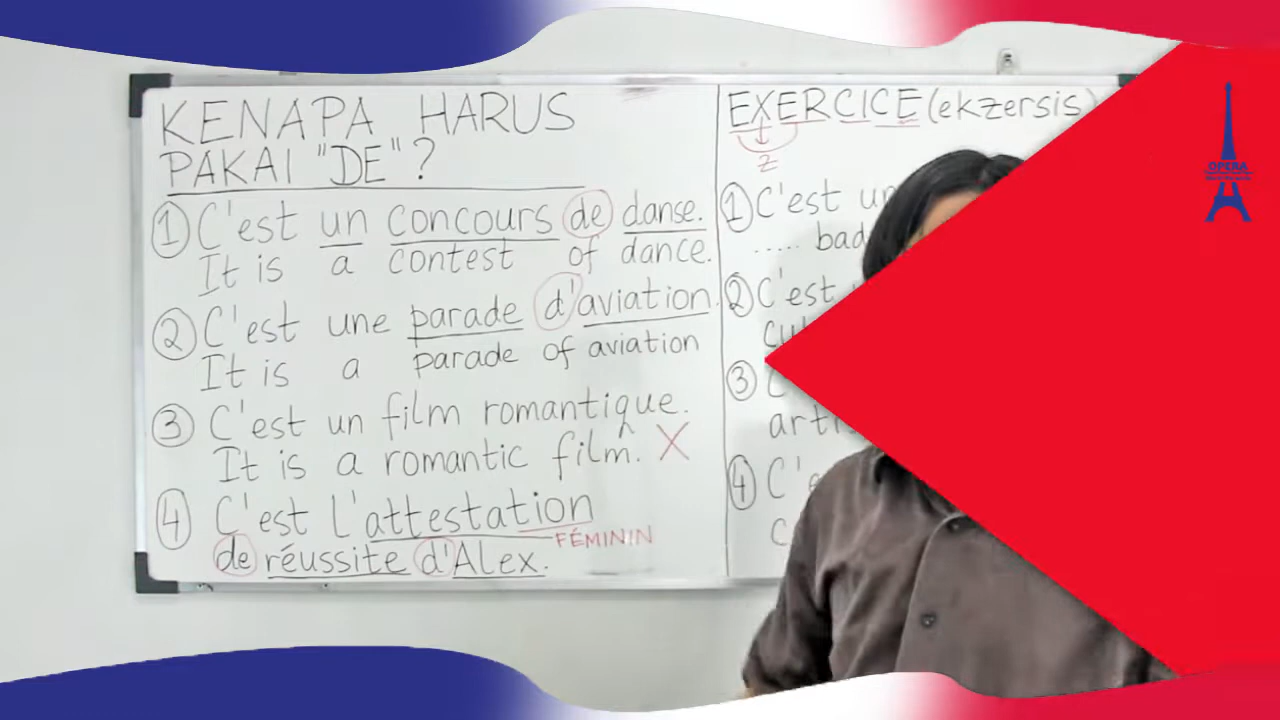 KENAPA HARUS
PAKAI "DE"?
① C'est un concours de danse.
It is a contest of dance.
② C'est une parade d'aviation.
It is a parade of aviation
③ C'est un film romantique.
It is a romantic film. X
④ C'est l'attestation
FÉMININ
de réussite d'Alex.
EXERCICE (ekzersis)
z
① C'est un
..... bad
② C'est
③
④ C'e
OPERA